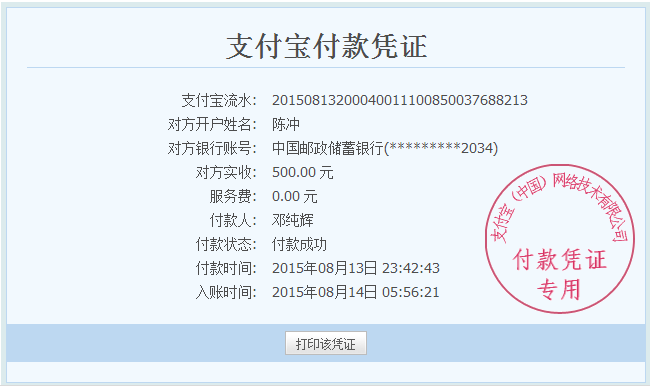 支付宝付款凭证
支付宝流水: 20150813200040011100850037688213
对方开户姓名: 陈冲
对方银行账号: 中国邮政储蓄银行(*********2034)
对方实收: 500.00 元
服务费: 0.00 元
付款人: 邓纯辉
付款状态: 付款成功
付款时间: 2015年08月13日 23:42:43
入账时间: 2015年08月14日 05:56:21
支付宝（中国）网络技术有限公司
付款凭证
专用
打印该凭证